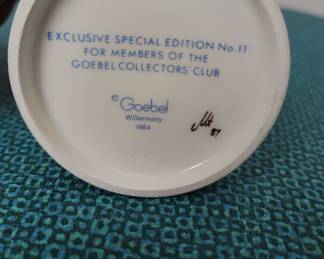 EXCLUSIVE SPECIAL EDITION No. 11
FOR MEMBERS OF THE
GOEBEL COLLECTORS' CLUB
© Goebel
W.Germany
1984
87